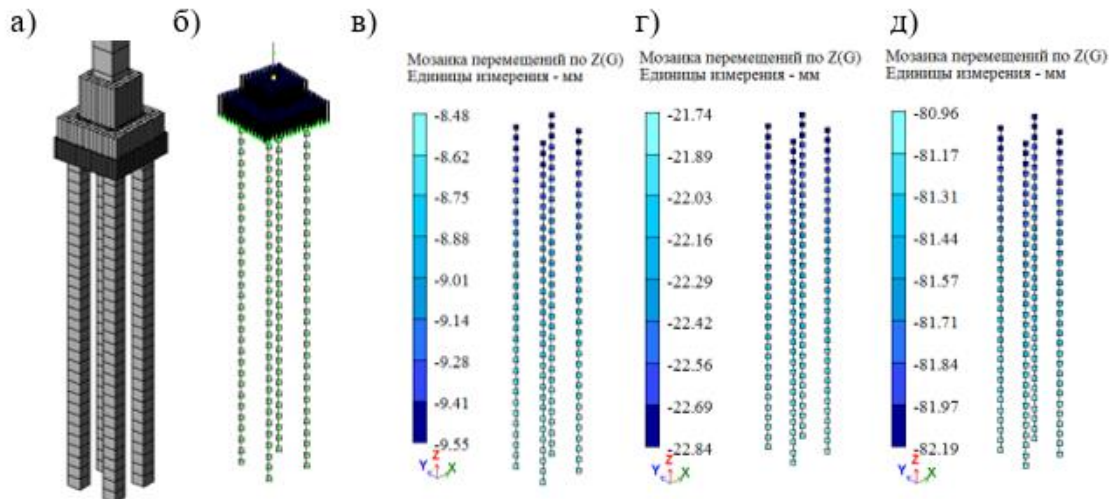 а) б) в) г) д)
Мозаика перемещений по Z(G)
Единицы измерения - мм
-8.48
-8.62
-8.75
-8.88
-9.01
-9.14
-9.28
-9.41
-9.55
Z
Y X
Мозаика перемещений по Z(G)
Единицы измерения - мм
-21.74
-21.89
-22.03
-22.16
-22.29
-22.42
-22.56
-22.69
-22.84
Z
Y X
Мозаика перемещений по Z(G)
Единицы измерения - мм
-80.96
-81.17
-81.31
-81.44
-81.57
-81.71
-81.84
-81.97
-82.19
Z
Y X